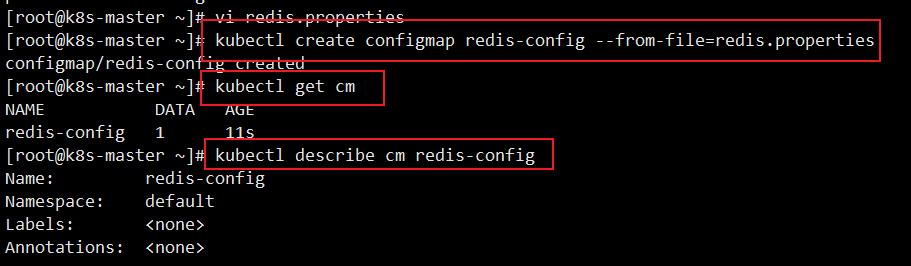 [root@k8s-master ~]# vi redis.properties
[root@k8s-master ~]# kubectl create configmap redis-config --from-file=redis.properties
configmap/redis-config created
[root@k8s-master ~]# kubectl get cm
NAME DATA AGE
redis-config 1 11s
[root@k8s-master ~]# kubectl describe cm redis-config
Name: redis-config
Namespace: default
Labels: <none>
Annotations: <none>